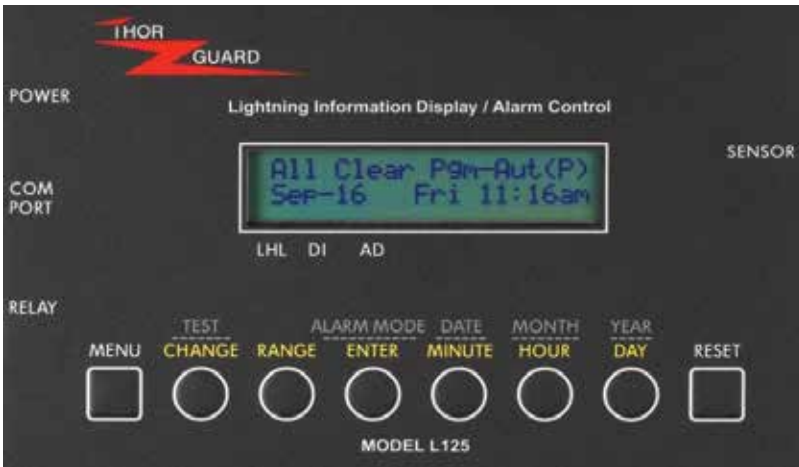 THOR
GUARD
POWER
Lightning Information Display / Alarm Control
SENSOR
All Clear Pgm-Aut(P)
Sep-16 Fri 11:16am
COM
PORT
LHL DI AD
RELAY
TEST ALARM MODE DATE MONTH YEAR
MENU CHANGE RANGE ENTER MINUTE HOUR DAY RESET
MODEL L125